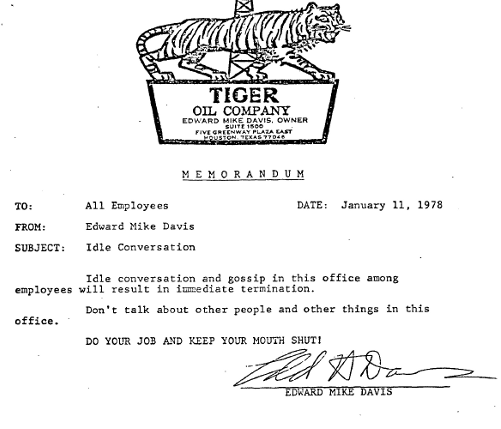 TIGER
OIL COMPANY
EDWARD MIKE DAVIS, OWNER
SUITE 1500
FIVE GREENWAY PLAZA EAST
HOUSTON, TEXAS 77046
MEMORANDUM
TO: All Employees DATE: January 11, 1978
FROM: Edward Mike Davis
SUBJECT: Idle Conversation
Idle conversation and gossip in this office among
employees will result in immediate termination.
Don't talk about other people and other things in this
office.
DO YOUR JOB AND KEEP YOUR MOUTH SHUT!
EDWARD MIKE DAVIS